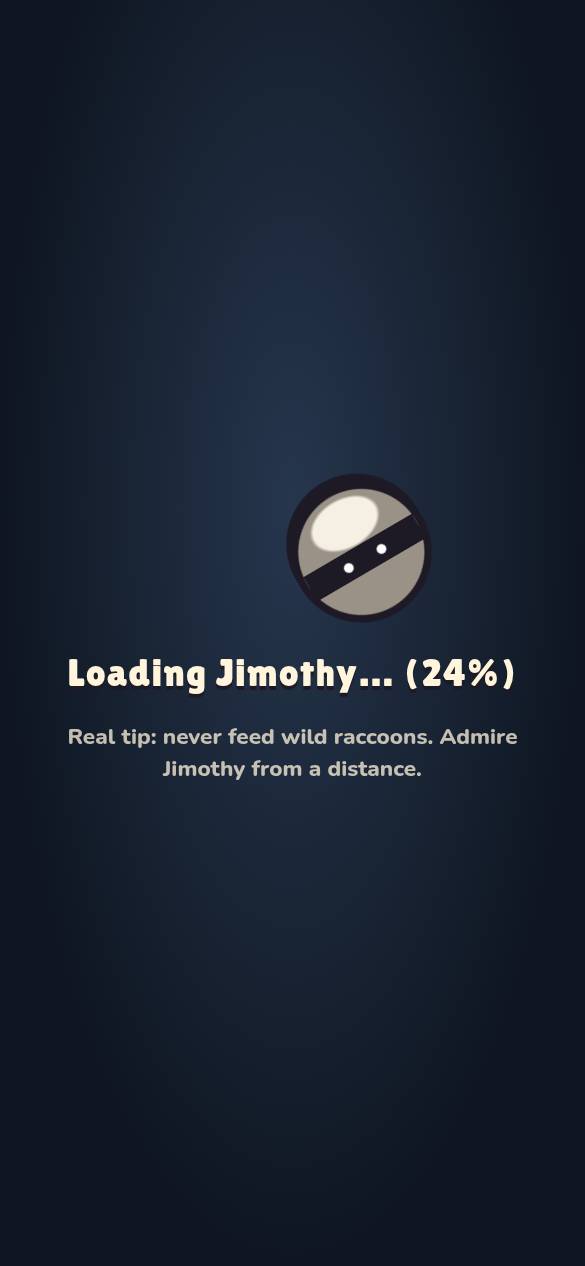 Loading Jimothy... (24%)
Real tip: never feed wild raccoons. Admire
Jimothy from a distance.